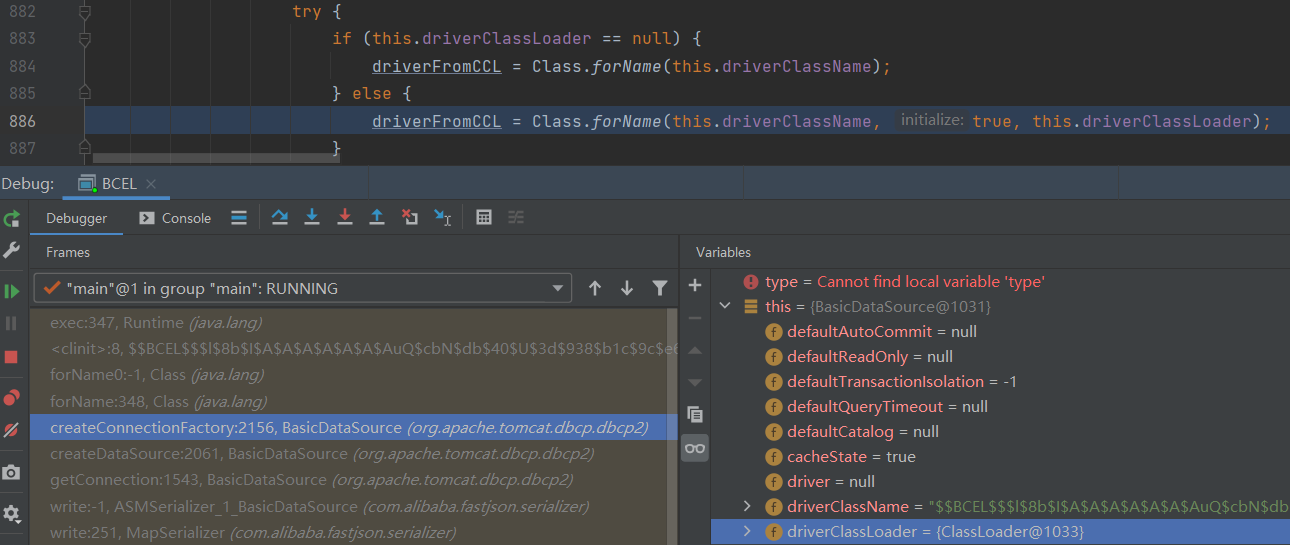 882 try {
883 if (this.driverClassLoader == null) {
884 driverFromCCL = Class.forName(this.driverClassName);
885 } else {
886 driverFromCCL = Class.forName(this.driverClassName, initialize: true, this.driverClassLoader);
887 }
Debug: BCEL
Debugger Console
Frames
"main"@1 in group "main": RUNNING
exec:347, Runtime (java.lang)
<clinit>:8, $$BCEL$$$l$8b$I$A$A$A$A$A$A$AuQ$cbN$db$40$U$3d$938$b1c$9c$e6
forName0:-1, Class (java.lang)
forName:348, Class (java.lang)
createConnectionFactory:2156, BasicDataSource (org.apache.tomcat.dbcp.dbcp2)
createDataSource:2061, BasicDataSource (org.apache.tomcat.dbcp.dbcp2)
getConnection:1543, BasicDataSource (org.apache.tomcat.dbcp.dbcp2)
write:-1, ASMSerializer_1_BasicDataSource (com.alibaba.fastjson.serializer)
write:251, MapSerializer (com.alibaba.fastjson.serializer)
Variables
type = Cannot find local variable 'type'
this = {BasicDataSource@1031}
defaultAutoCommit = null
defaultReadOnly = null
defaultTransactionIsolation = -1
defaultQueryTimeout = null
defaultCatalog = null
cacheState = true
driver = null
driverClassName = "$$BCEL$$$l$8b$I$A$A$A$A$A$A$AuQ$cbN$db
driverClassLoader = {ClassLoader@1033}